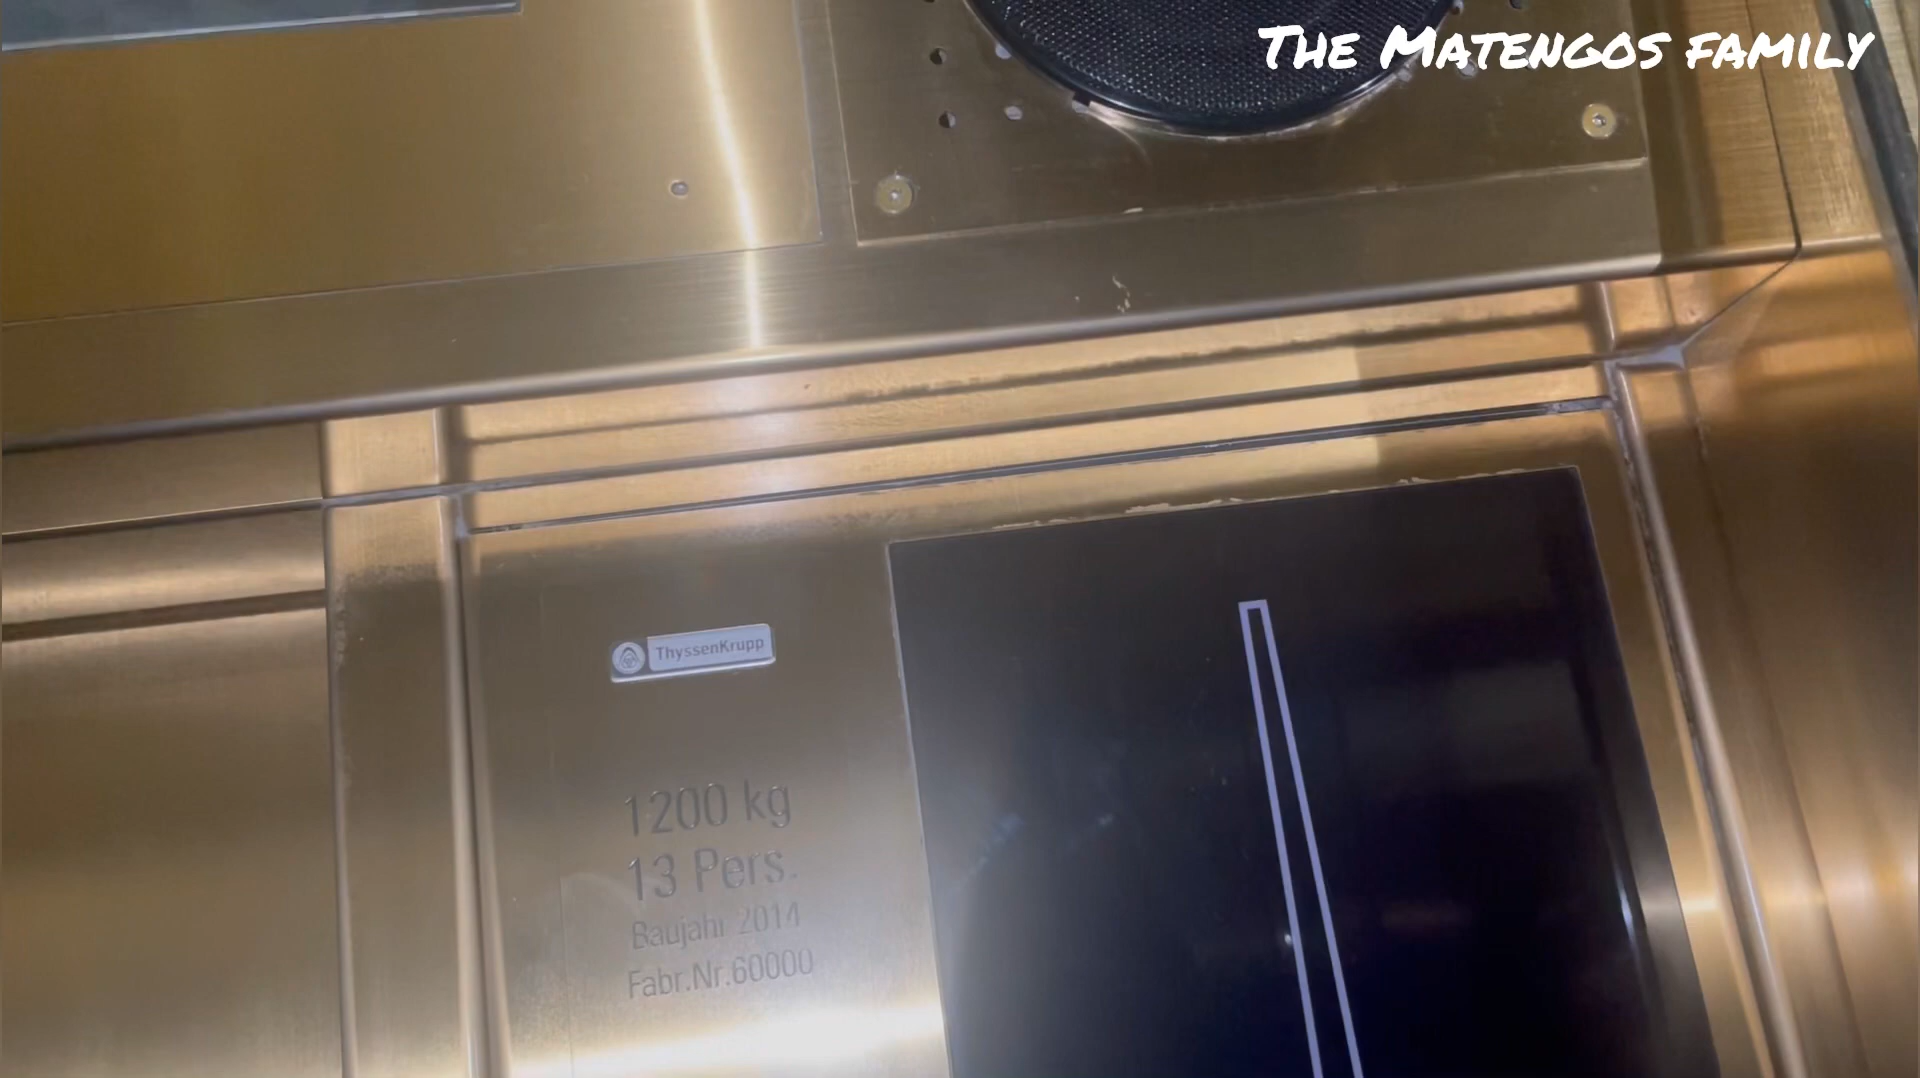 The Matengos family
ThyssenKrupp
1200 kg
13 Pers.
Baujahr 2014
Fabr.Nr.60000